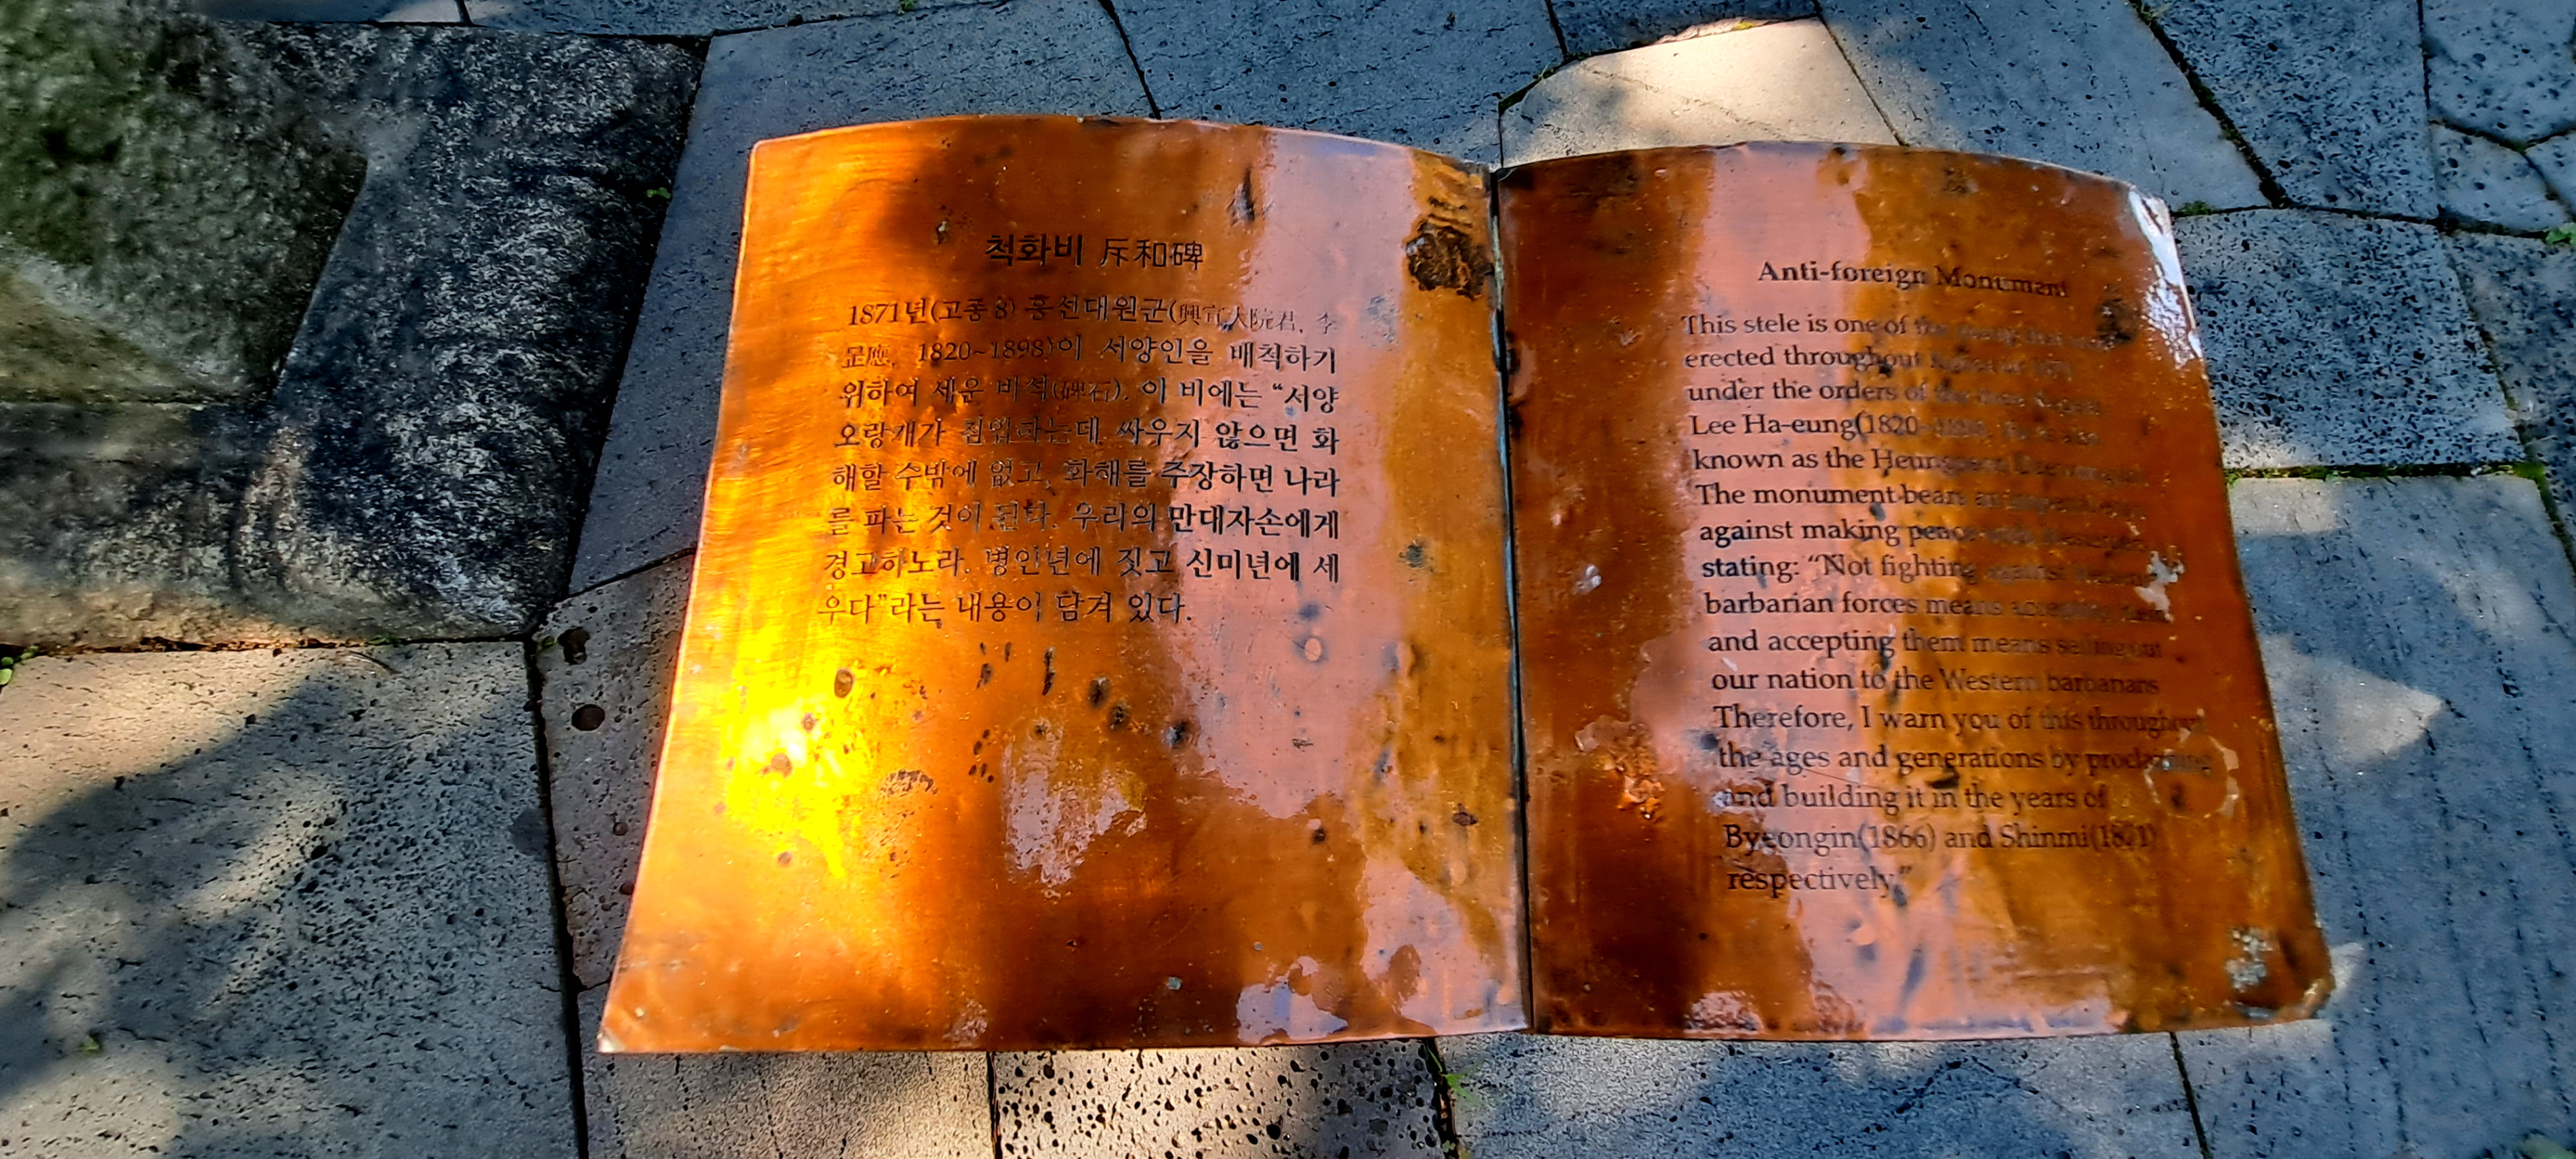 척화비 斥和碑
1871년(고종 8) 흥선대원군(興宣大院君, 李
昰應, 1820~1898)이 서양인을 배척하기
위하여 세운 비석(碑石). 이 비에는 “서양
오랑캐가 침입하는데 싸우지 않으면 화
해할 수밖에 없고, 화해를 주장하면 나라
를 파는 것이 된다. 우리의 만대자손에게
경고하노라. 병인년에 짓고 신미년에 세
우다”라는 내용이 담겨 있다.
Anti-foreign Monument
This stele is one of the many that were
erected throughout
under the orders of the
Lee Ha-eung(1820
known as the
The monument bears
against making peace
stating: “Not fighting against
barbarian forces means
and accepting them means selling out
our nation to the Western barbarians
Therefore, I warn you of this throughout
the ages and generations by proclaiming
and building it in the years of
Byeongin(1866) and Shinmi(1871)
respectively.”